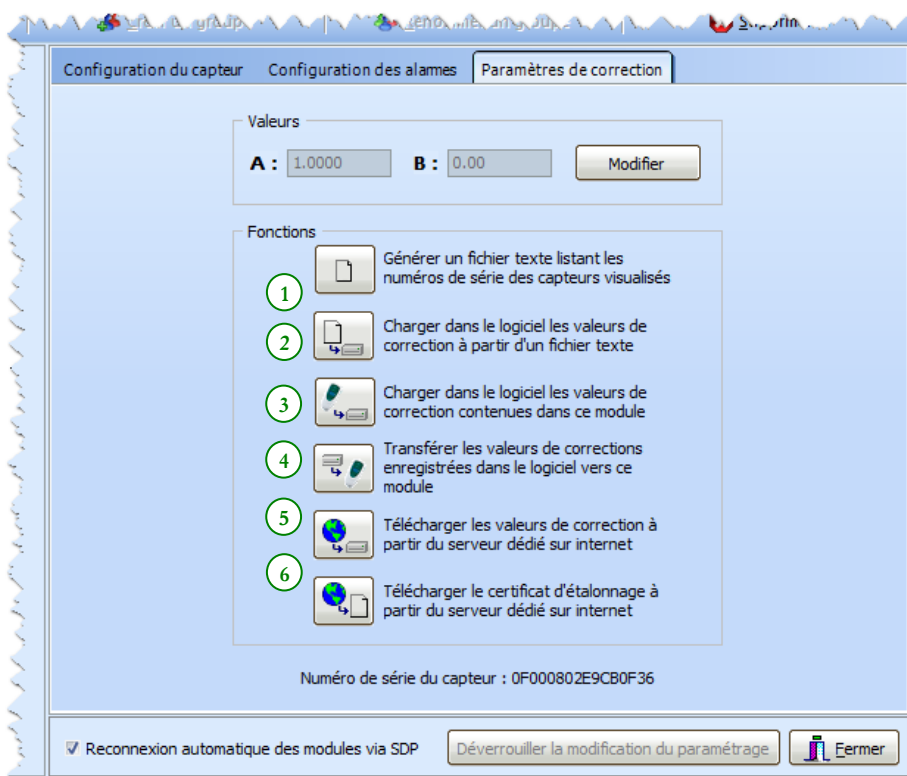 Configuration du capteur Configuration des alarmes Paramètres de correction
Valeurs
A : 1.0000 B : 0.00 Modifier
Fonctions
1
Générer un fichier texte listant les
numéros de série des capteurs visualisés
2
Charger dans le logiciel les valeurs de
correction à partir d'un fichier texte
3
Charger dans le logiciel les valeurs de
correction contenues dans ce module
4
Transférer les valeurs de corrections
enregistrées dans le logiciel vers ce
module
5
Télécharger les valeurs de correction à
partir du serveur dédié sur internet
6
Télécharger le certificat d'étalonnage à
partir du serveur dédié sur internet
Numéro de série du capteur : 0F000802E9CB0F36
Reconnexion automatique des modules via SDP Déverrouiller la modification du paramétrage Fermer